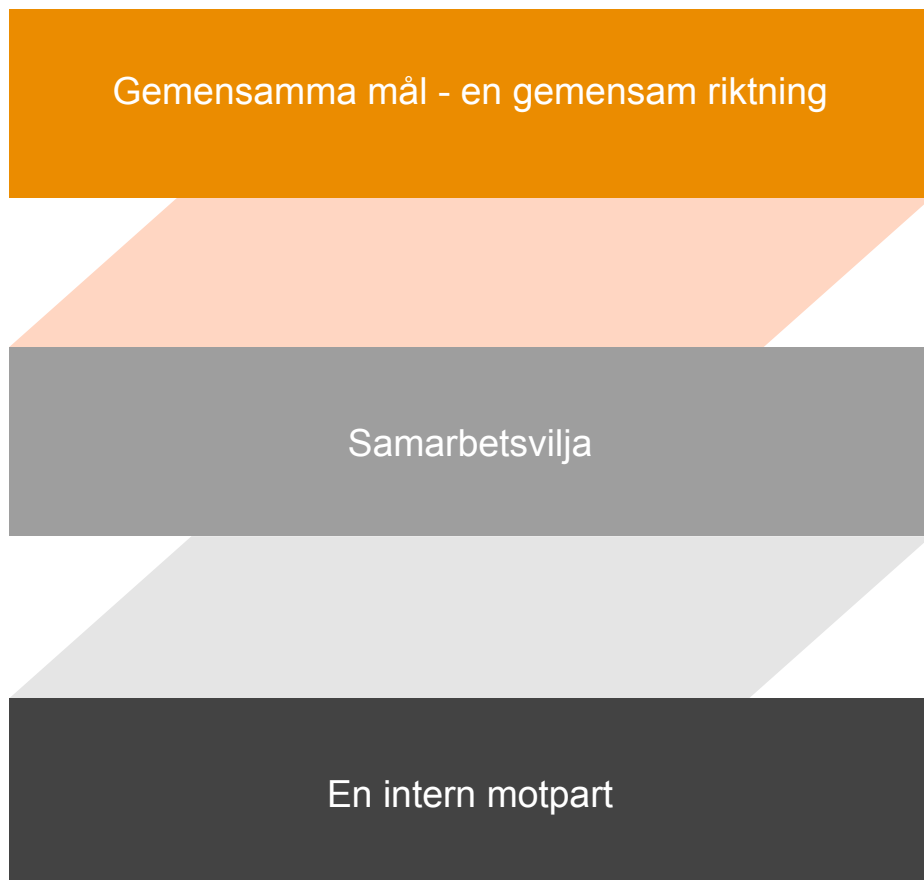 Gemensamma mål - en gemensam riktning
Samarbetsvilja
En intern motpart